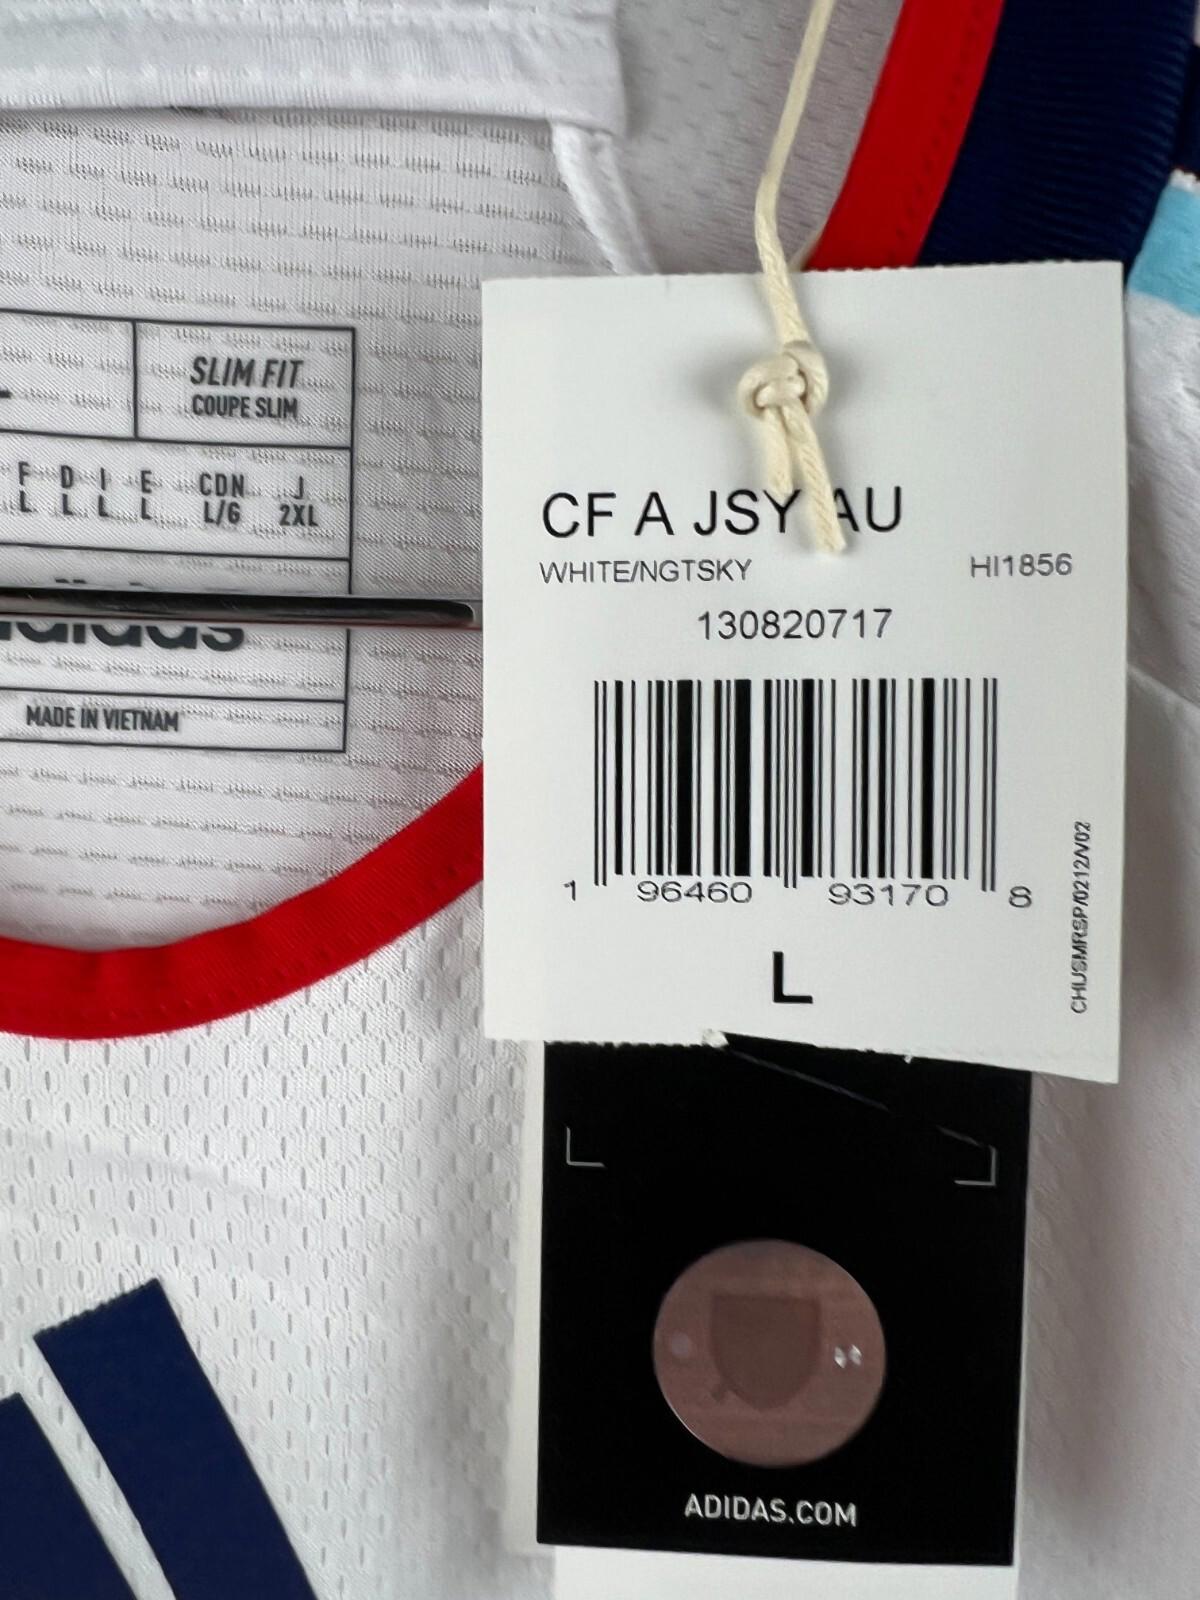 SLIM FIT
COUPE SLIM
F D I E CDN J
L L L L L/G 2XL
adidas
MADE IN VIETNAM
CF A JSY AU
WHITE/NGTSKY HI1856
130820717
1 96460 93170 8
L
CHUSMRSP/0212/V02
ADIDAS.COM